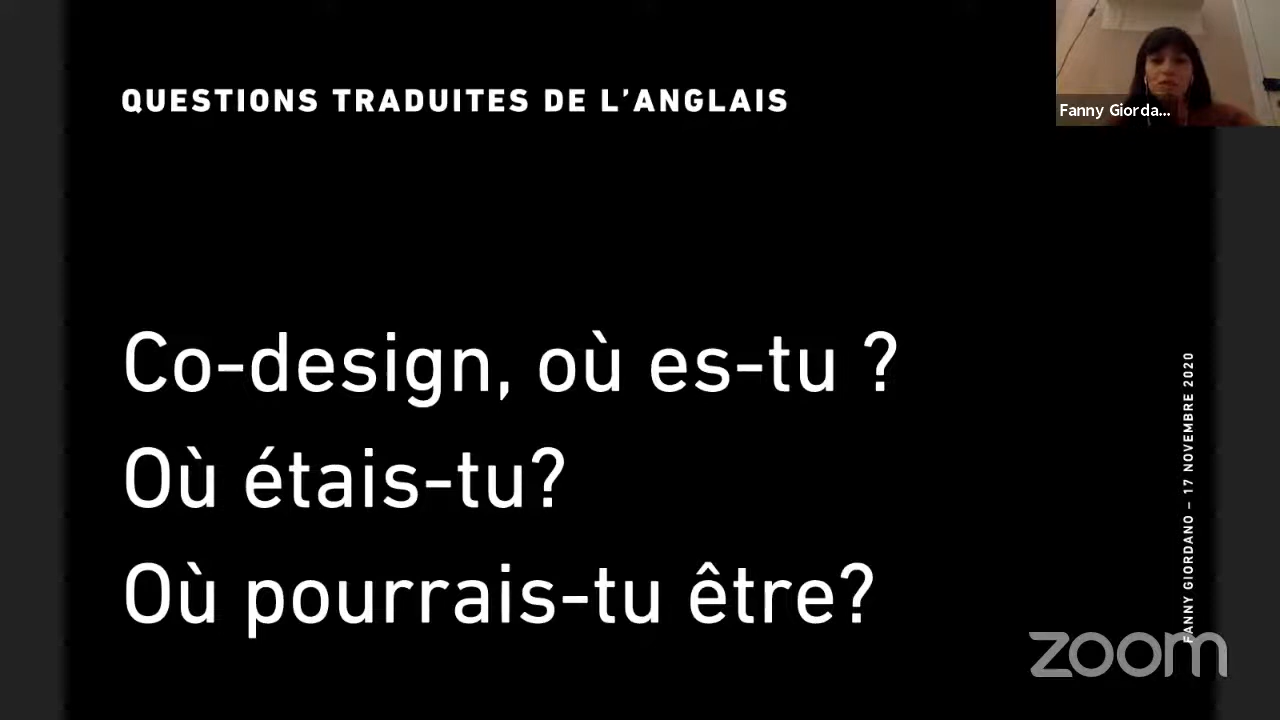 QUESTIONS TRADUITES DE L’ANGLAIS
Fanny Giorda...
Co-design, où es-tu ?
Où étais-tu?
Où pourrais-tu être?
FANNY GIORDANO – 17 NOVEMBRE 2020
zoom